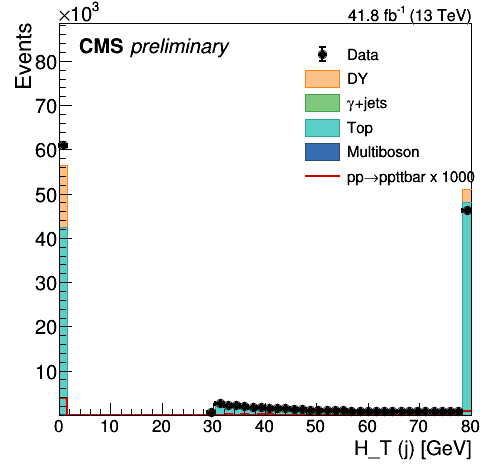 ×10³
41.8 fb⁻¹ (13 TeV)
CMS preliminary
Events
Data
DY
γ+jets
Top
Multiboson
pp→ppttbar x 1000
80
70
60
50
40
30
20
10
0 10 20 30 40 50 60 70 80
H_T (j) [GeV]